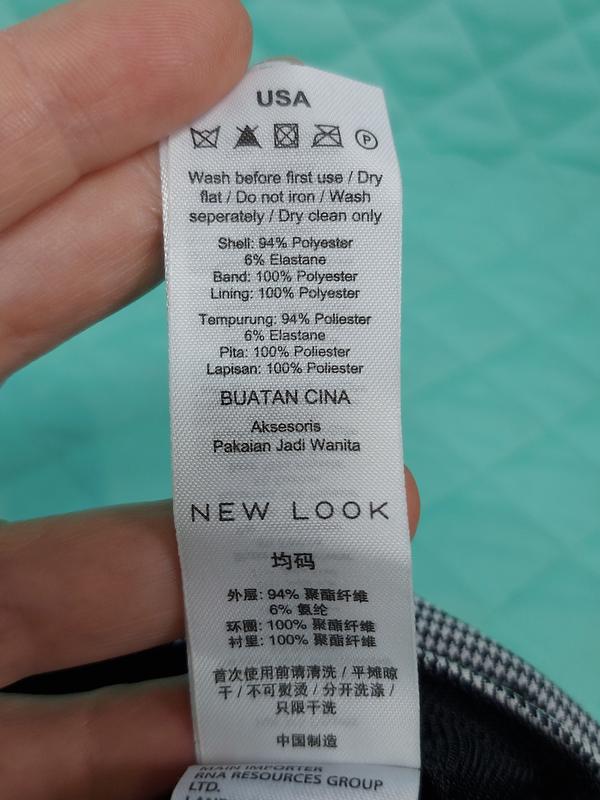 USA
Wash before first use / Dry
flat / Do not iron / Wash
seperately / Dry clean only
Shell: 94% Polyester
6% Elastane
Band: 100% Polyester
Lining: 100% Polyester
Tempurung: 94% Poliester
6% Elastane
Pita: 100% Poliester
Lapisan: 100% Poliester
BUATAN CINA
Aksesoris
Pakaian Jadi Wanita
NEW LOOK
均码
外层: 94% 聚酯纤维
6% 氨纶
环圈: 100% 聚酯纤维
衬里: 100% 聚酯纤维
首次使用前请清洗 / 平摊晾
干 / 不可熨烫 / 分开洗涤 /
只限干洗
中国制造
MAIN IMPORTER
RNA RESOURCES GROUP
LTD.